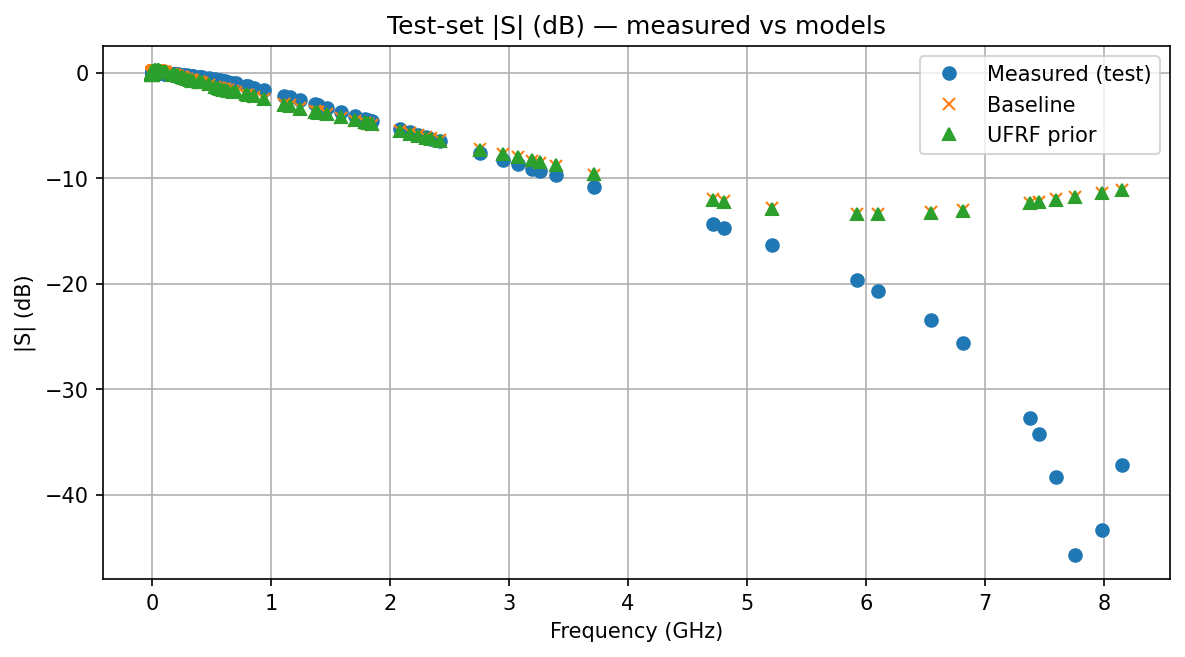 Test-set |S| (dB) — measured vs models
Measured (test)
Baseline
UFRF prior
|S| (dB)
0
−10
−20
−30
−40
0 1 2 3 4 5 6 7 8
Frequency (GHz)